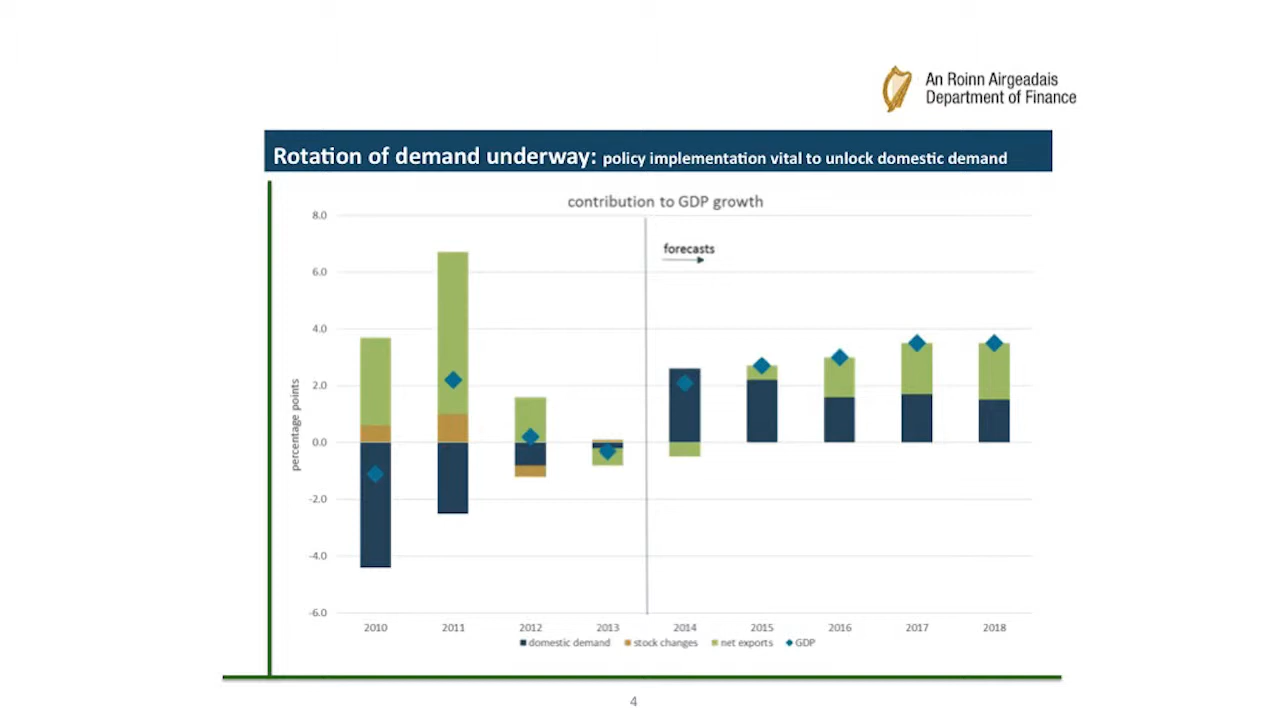 An Roinn Airgeadais
Department of Finance
Rotation of demand underway: policy implementation vital to unlock domestic demand
contribution to GDP growth
8.0
forecasts
6.0
4.0
2.0
percentage points
0.0
-2.0
-4.0
-6.0
2010 2011 2012 2013 2014 2015 2016 2017 2018
domestic demand stock changes net exports GDP
4